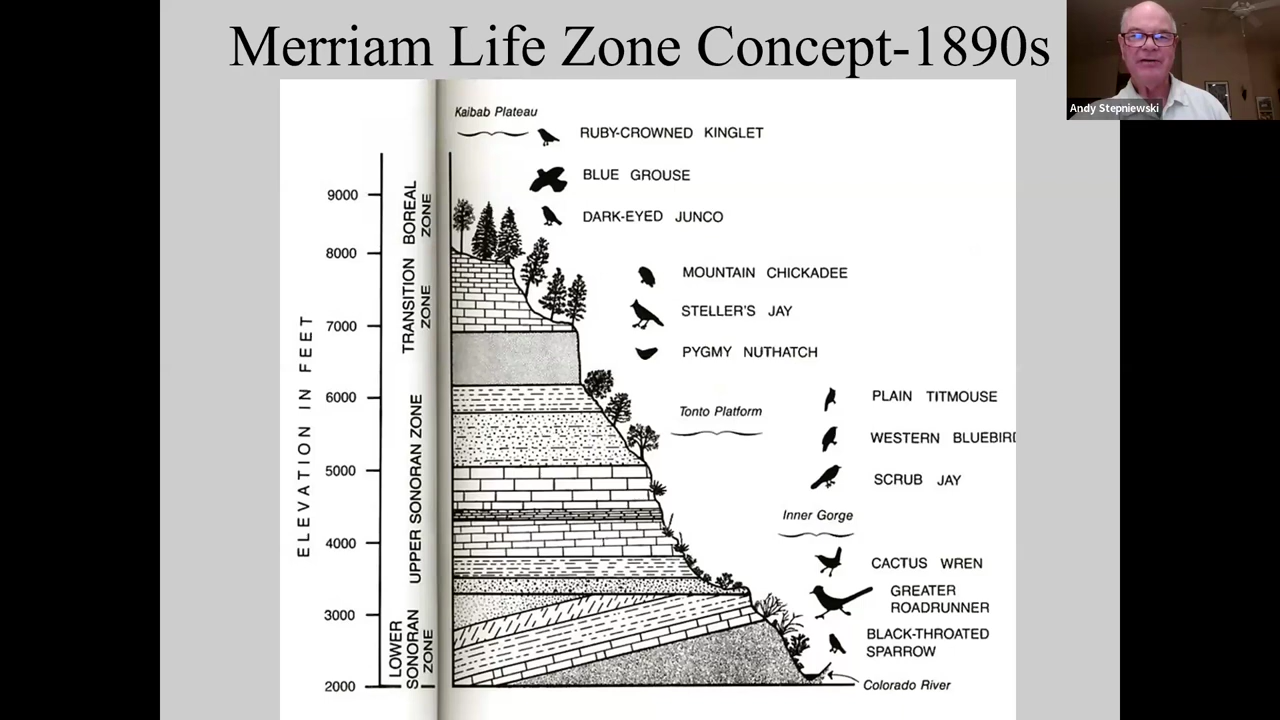 Merriam Life Zone Concept-1890s
Andy Stepniewski
Kaibab Plateau
RUBY-CROWNED KINGLET
BLUE GROUSE
DARK-EYED JUNCO
MOUNTAIN CHICKADEE
STELLER'S JAY
PYGMY NUTHATCH
Tonto Platform
PLAIN TITMOUSE
WESTERN BLUEBIRD
SCRUB JAY
Inner Gorge
CACTUS WREN
GREATER
ROADRUNNER
BLACK-THROATED
SPARROW
Colorado River
ELEVATION IN FEET
9000
8000
7000
6000
5000
4000
3000
2000
BOREAL
ZONE
TRANSITION
ZONE
UPPER SONORAN ZONE
LOWER
SONORAN
ZONE